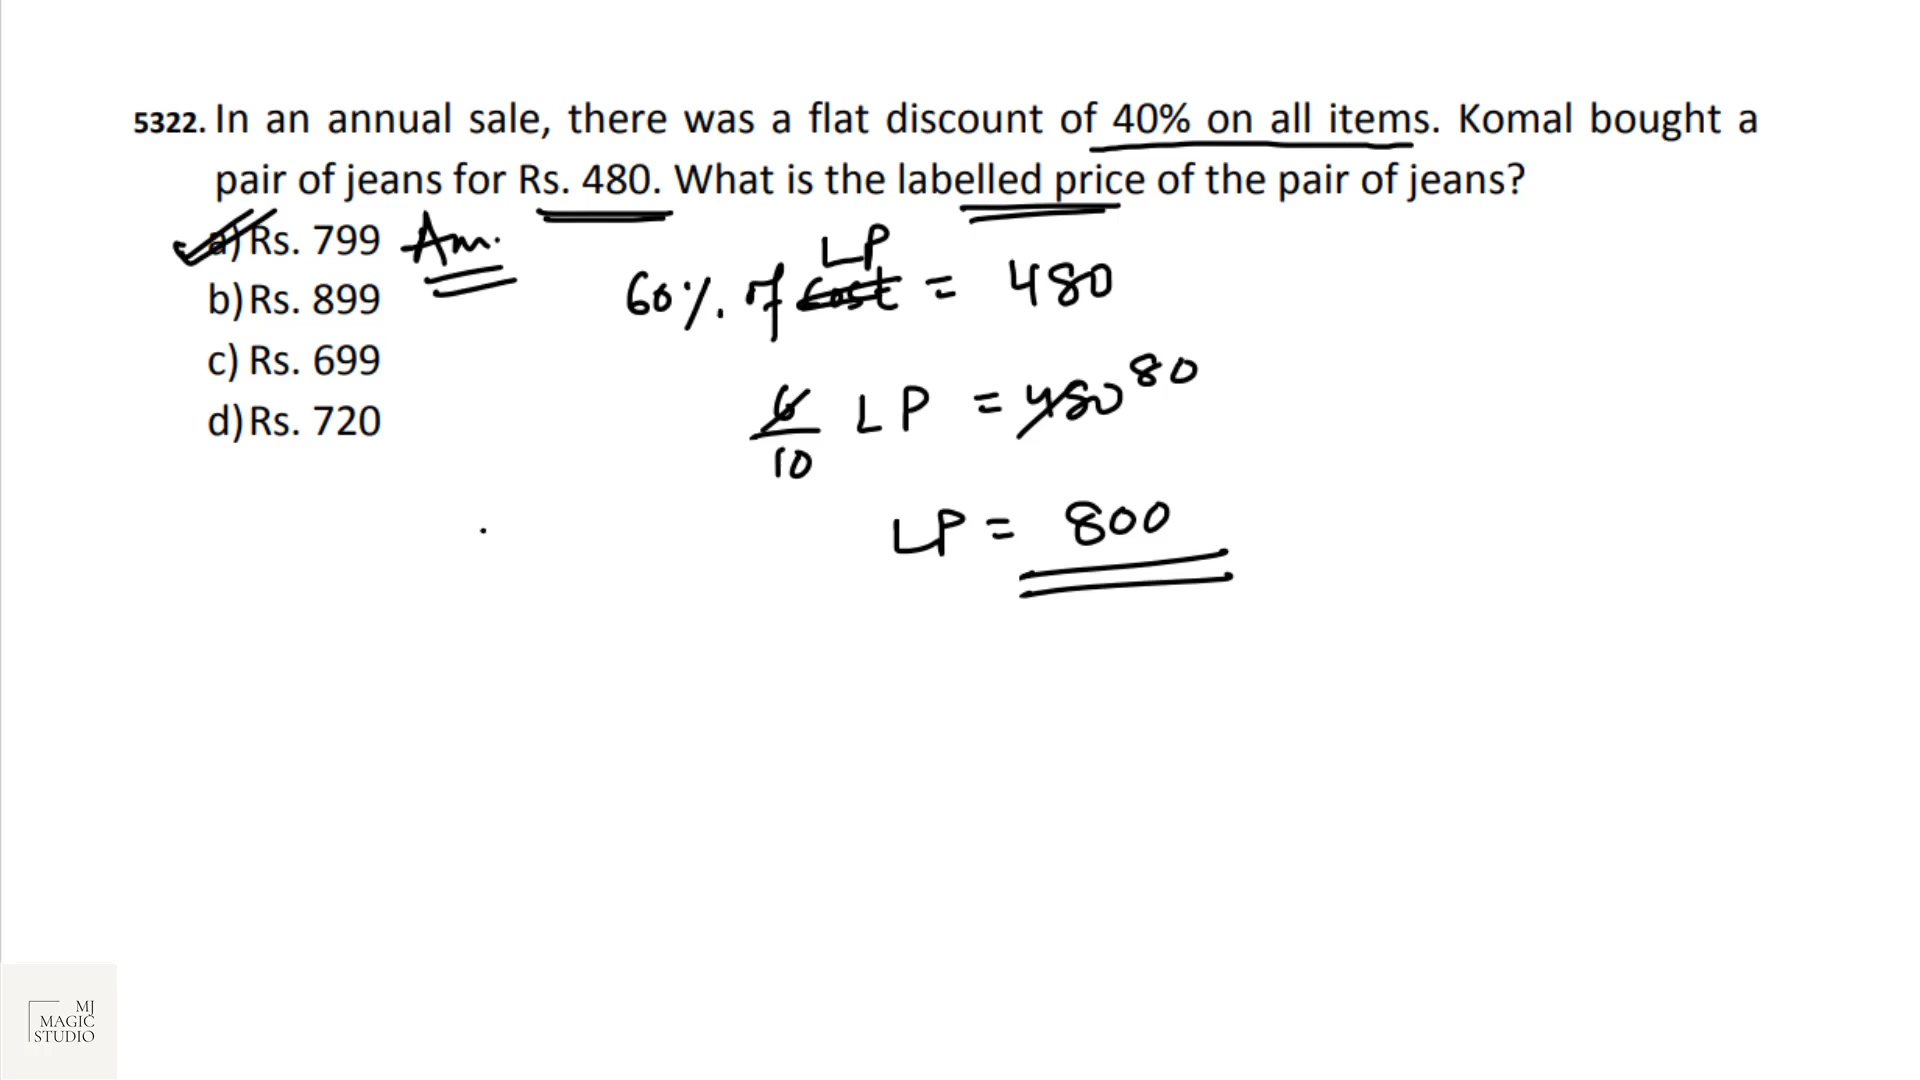 5322. In an annual sale, there was a flat discount of 40% on all items. Komal bought a
pair of jeans for Rs. 480. What is the labelled price of the pair of jeans?
a) Rs. 799 Am.
b) Rs. 899
c) Rs. 699
d) Rs. 720
LP
60% of cost = 480
6/10 LP = 480 80
LP = 800
MJ
MAGIC
STUDIO